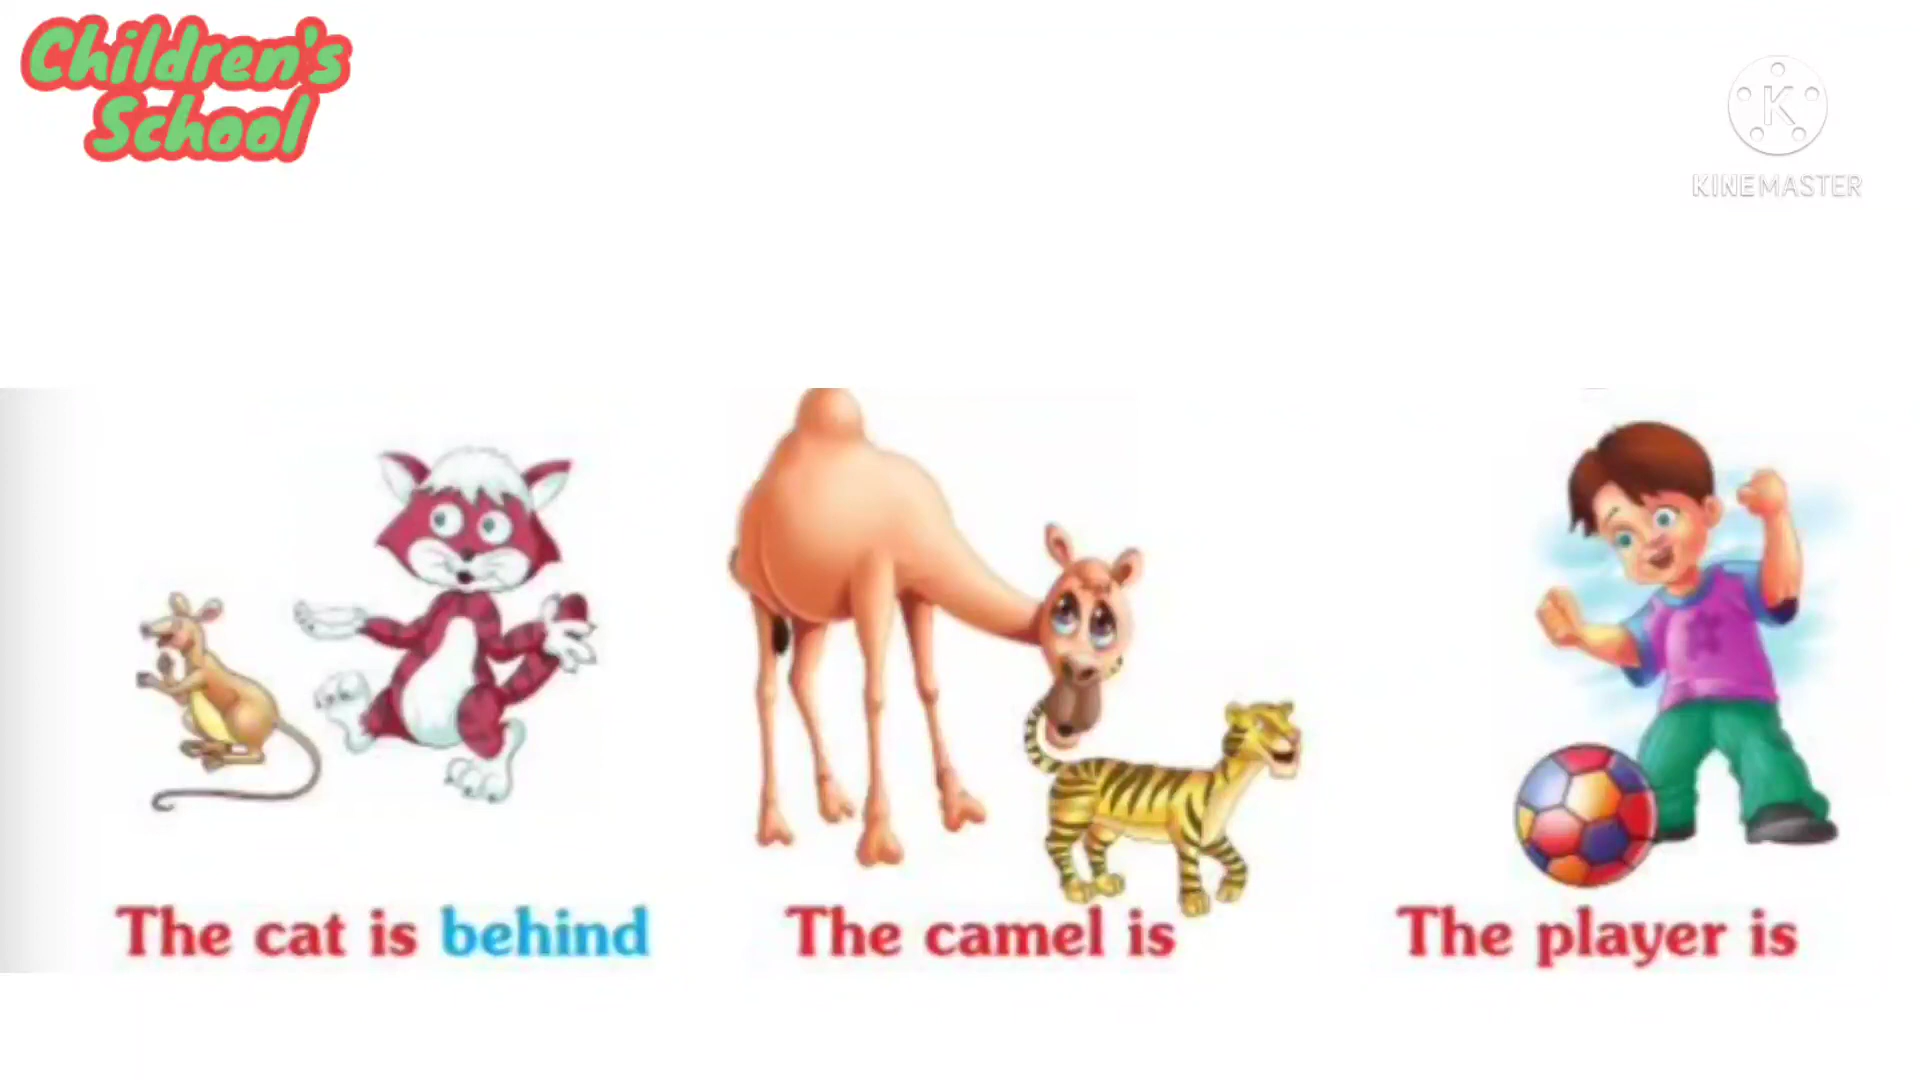 Children's
School
KINEMASTER
The cat is behind
The camel is
The player is